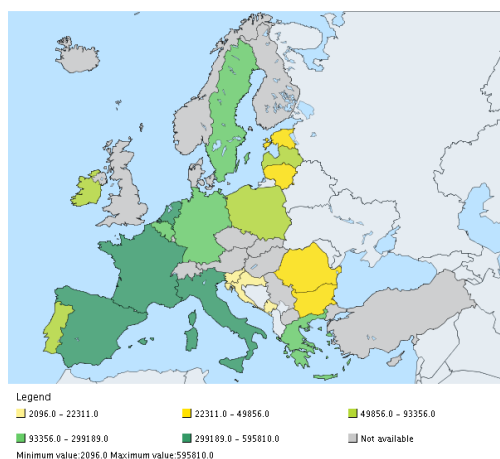 Legend
2096.0 - 22311.0 22311.0 - 49856.0 49856.0 - 93356.0
93356.0 - 299189.0 299189.0 - 595810.0 Not available
Minimum value:2096.0 Maximum value:595810.0